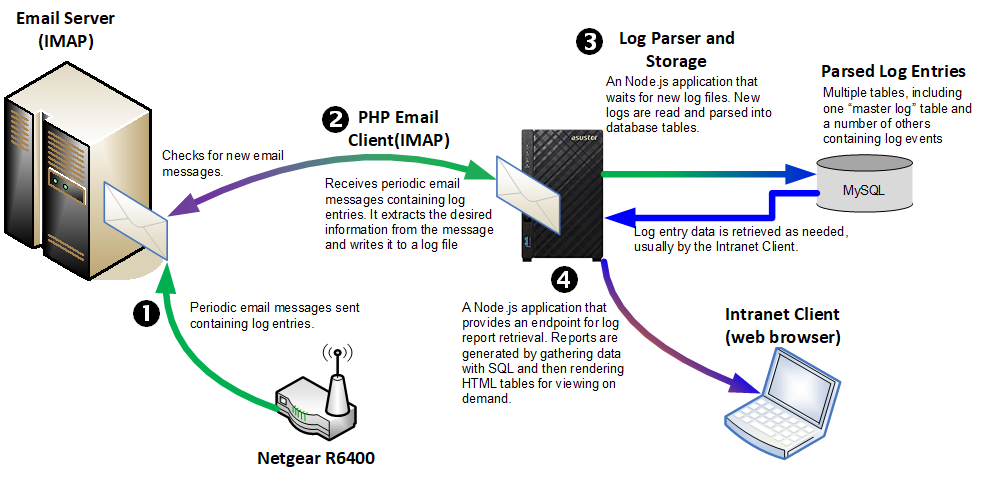 Email Server
(IMAP)
Checks for new email
messages.
1
Periodic email messages sent
containing log entries.
Netgear R6400
2
PHP Email
Client(IMAP)
Receives periodic email
messages containing log
entries. It extracts the desired
information from the message
and writes it to a log file
3
Log Parser and
Storage
An Node.js application that
waits for new log files. New
logs are read and parsed into
database tables.
asustor
Parsed Log Entries
Multiple tables, including
one “master log” table and
a number of others
containing log events
MySQL
Log entry data is retrieved as needed,
usually by the Intranet Client.
4
A Node.js application that
provides an endpoint for log
report retrieval. Reports are
generated by gathering data
with SQL and then rendering
HTML tables for viewing on
demand.
Intranet Client
(web browser)